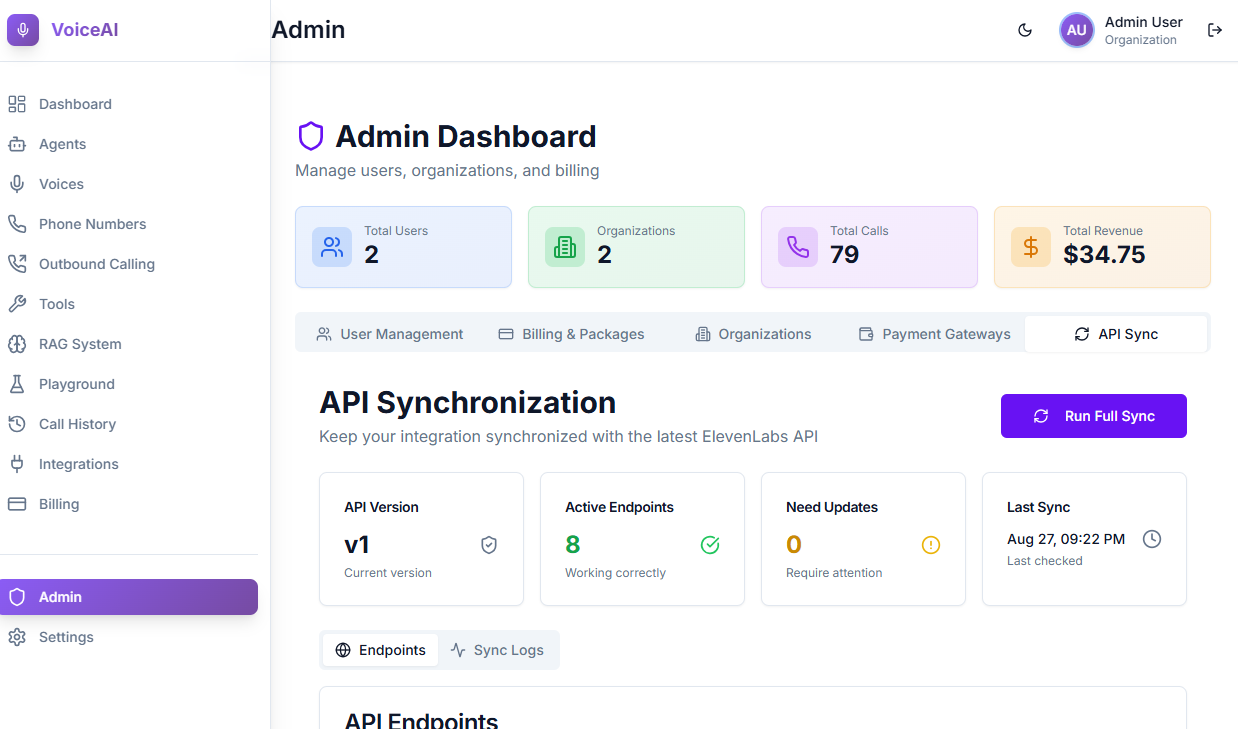 VoiceAI
Admin
AU
Admin User
Organization
Dashboard
Agents
Voices
Phone Numbers
Outbound Calling
Tools
RAG System
Playground
Call History
Integrations
Billing
Admin
Settings
Admin Dashboard
Manage users, organizations, and billing
Total Users
2
Organizations
2
Total Calls
79
Total Revenue
$34.75
User Management
Billing & Packages
Organizations
Payment Gateways
API Sync
API Synchronization
Keep your integration synchronized with the latest ElevenLabs API
Run Full Sync
API Version
v1
Current version
Active Endpoints
8
Working correctly
Need Updates
0
Require attention
Last Sync
Aug 27, 09:22 PM
Last checked
Endpoints
Sync Logs
API Endpoints